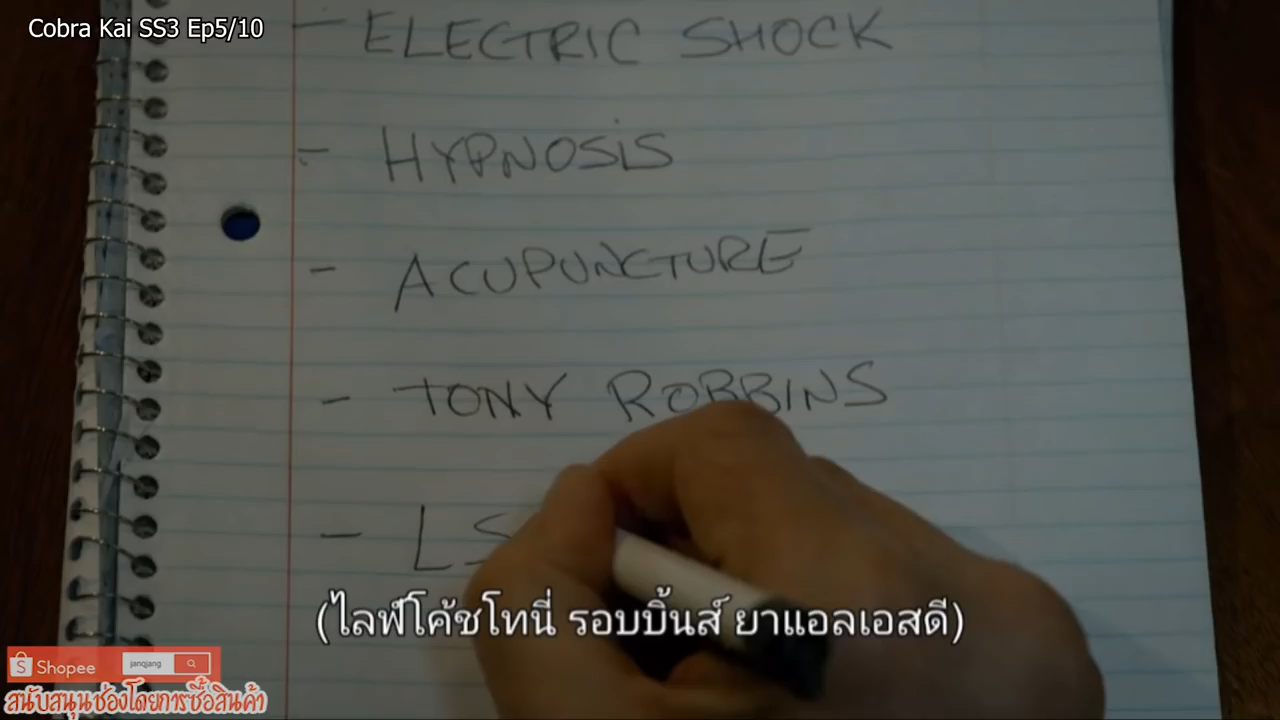 Cobra Kai SS3 Ep5/10
- ELECTRIC SHOCK
- HYPNOSIS
- ACUPUNCTURE
- TONY ROBBINS
- LS
(ไลฟ์โค้ชโทนี่ รอบบิ้นส์ ยาแอลเอสดี)
Shopee janqjang
สนับสนุนช่องโดยการซื้อสินค้า